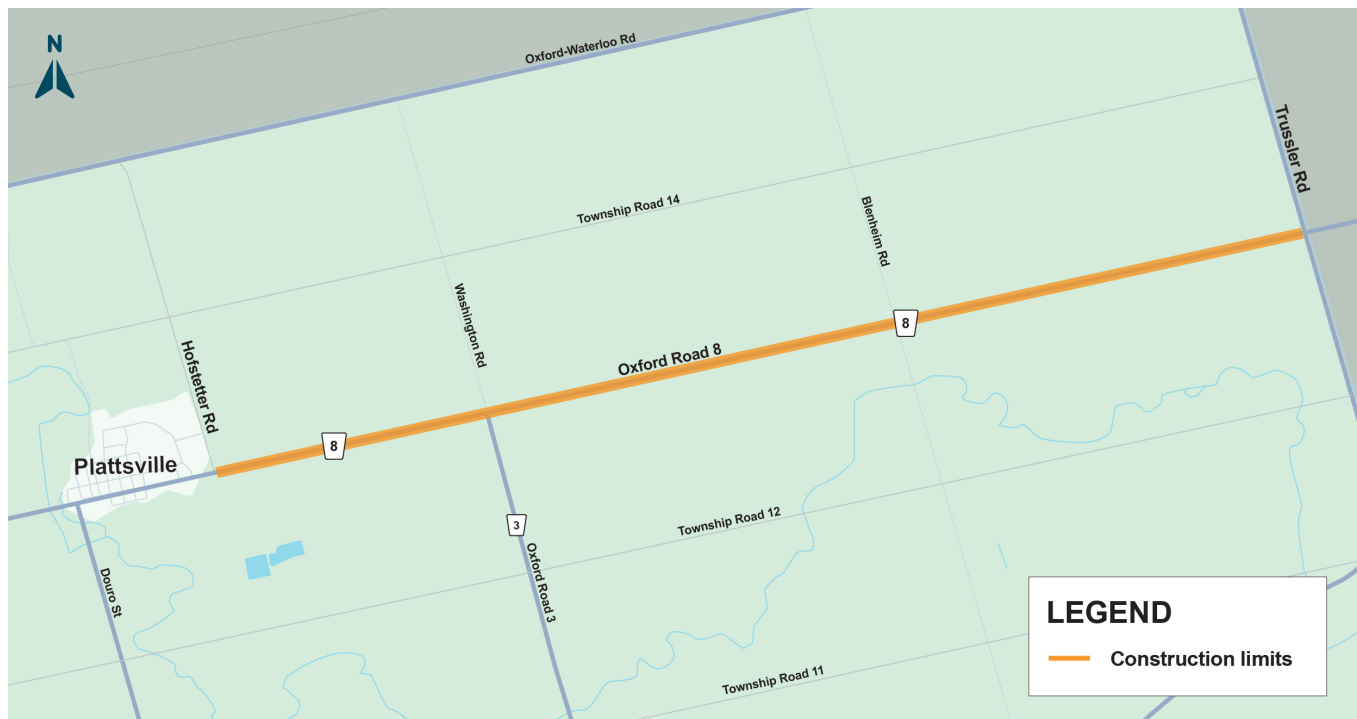 N
Oxford-Waterloo Rd
Trussler Rd
Township Road 14
Blenheim Rd
Washington Rd
Hofstetter Rd
8
Oxford Road 8
8
Plattsville
3
Township Road 12
Oxford Road 3
Douro St
Township Road 11
LEGEND
Construction limits